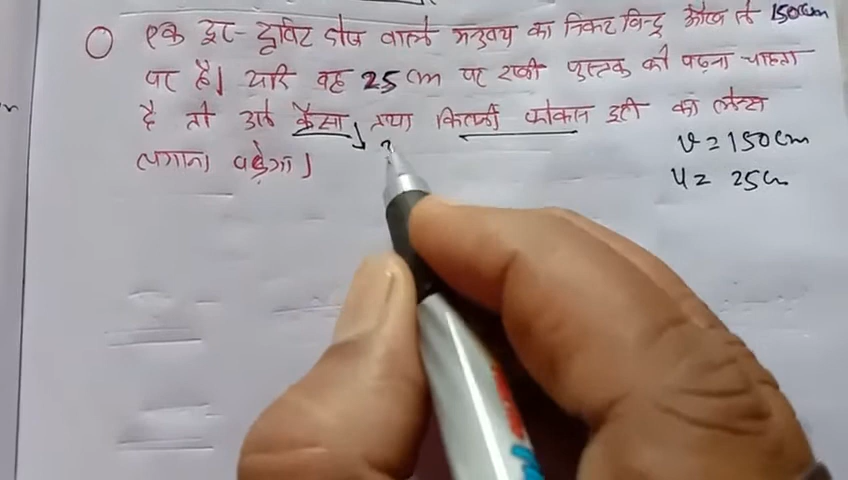 एक दूर-दृष्टि दोष वाले मनुष्य का निकट बिन्दु आँख से 150cm
पर है। यदि वह 25cm पर रखी पुस्तक को पढ़ना चाहता
है तो उसे कैसा तथा कितनी फोकस दूरी का लेन्स
लगाना पड़ेगा।
v = 150cm
u = 25cm